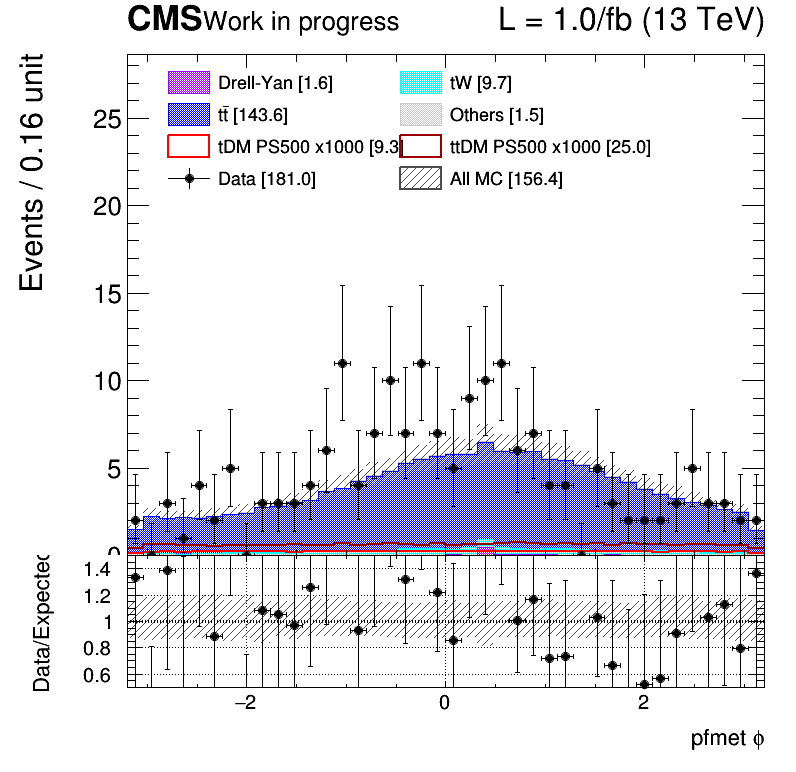 CMS Work in progress L = 1.0/fb (13 TeV)
Events / 0.16 unit
Drell-Yan [1.6] tW [9.7]
tt̄ [143.6] Others [1.5]
tDM PS500 x1000 [9.3 ttDM PS500 x1000 [25.0]
Data [181.0] All MC [156.4]
25
20
15
10
5
0
Data/Expected
1.4
1.2
1
0.8
0.6
−2 0 2
pfmet ϕ